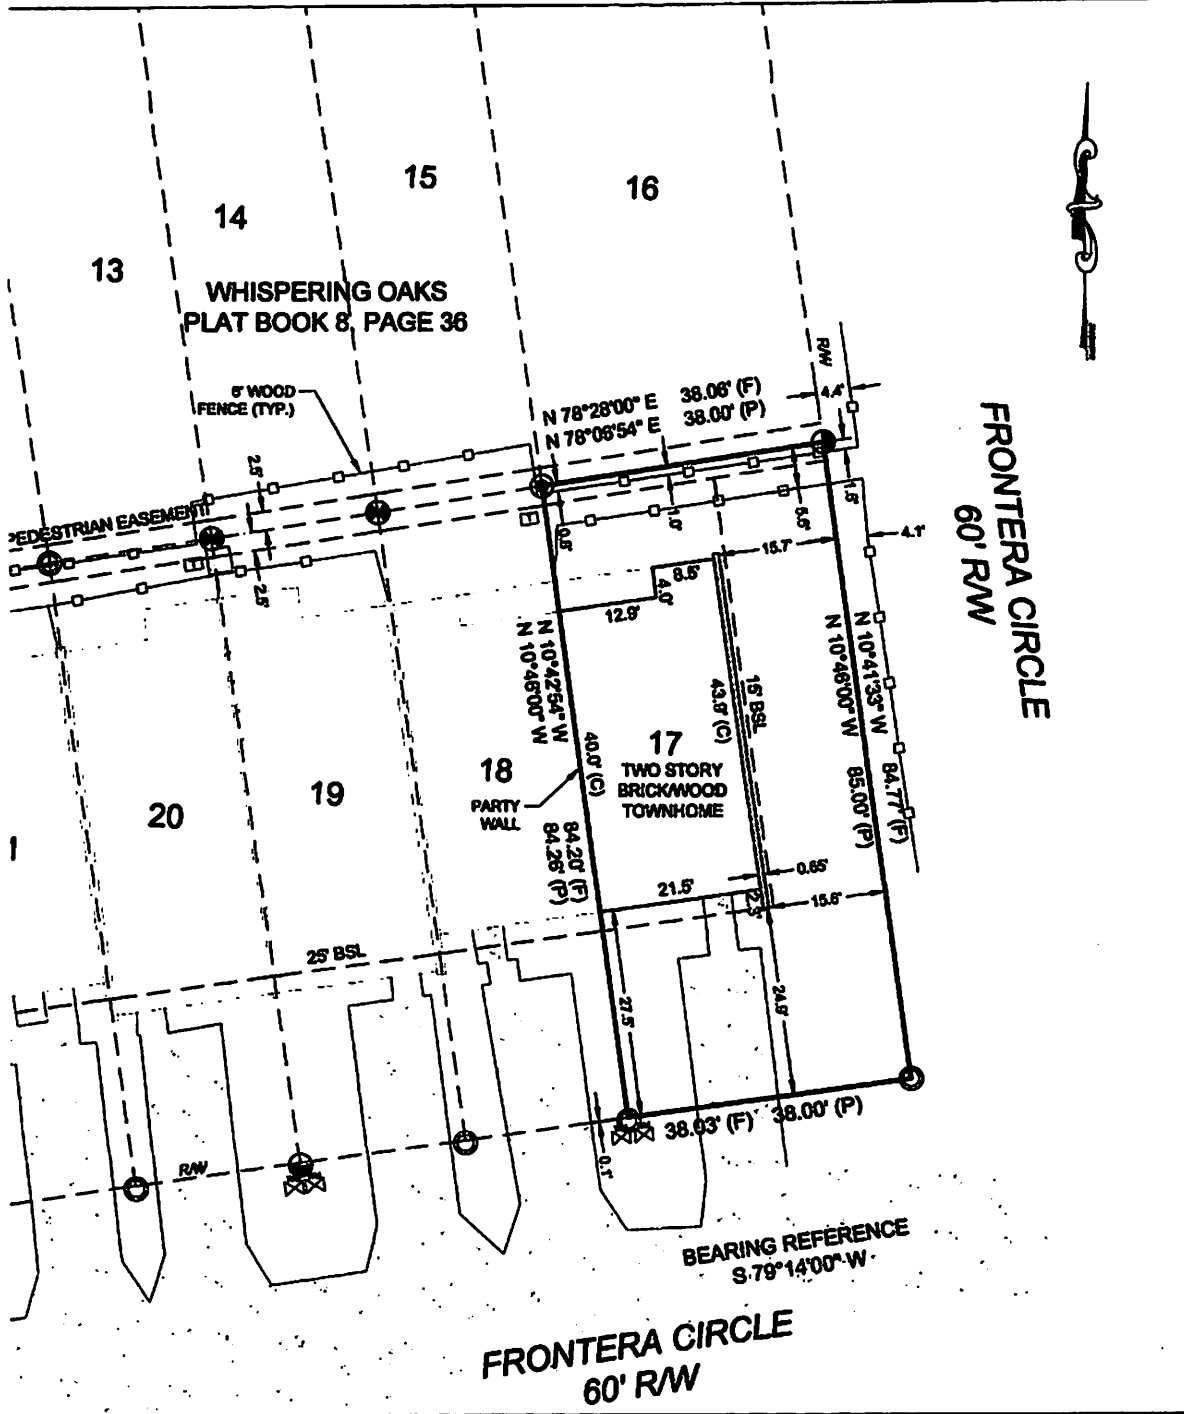 15
16
14
13
WHISPERING OAKS
PLAT BOOK 8, PAGE 36
R/W
6' WOOD
FENCE (TYP.)
4.4'
N 78°28'00" E 38.06' (F)
N 78°06'54" E 38.00' (P)
FRONTERA CIRCLE
60' R/W
2.5'
PEDESTRIAN EASEMENT
1.0'
5.6'
1.6'
4.1'
0.8'
15.7'
2.5'
8.5'
4.0'
12.9'
N 10°42'54" W
N 10°46'00" W
N 10°41'33" W
N 10°46'00" W
15' BSL
43.9' (C)
40.0' (C)
17
TWO STORY
BRICK/WOOD
TOWNHOME
18
PARTY
WALL
19
20
1
84.20' (F)
84.26' (P)
84.77' (F)
85.00' (P)
0.65'
21.5'
2.3'
15.6'
25' BSL
27.5'
24.9'
38.03' (F) 38.00' (P)
0.1'
R/W
BEARING REFERENCE
S 79°14'00" W
FRONTERA CIRCLE
60' R/W